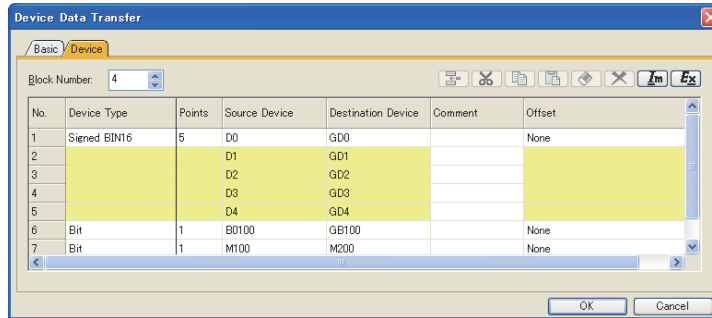 Device Data Transfer
Basic Device
Block Number: 4 Im Ex
No. Device Type Points Source Device Destination Device Comment Offset
1 Signed BIN16 5 D0 GD0 None
2 D1 GD1
3 D2 GD2
4 D3 GD3
5 D4 GD4
6 Bit 1 B0100 GB100 None
7 Bit 1 M100 M200 None
OK Cancel